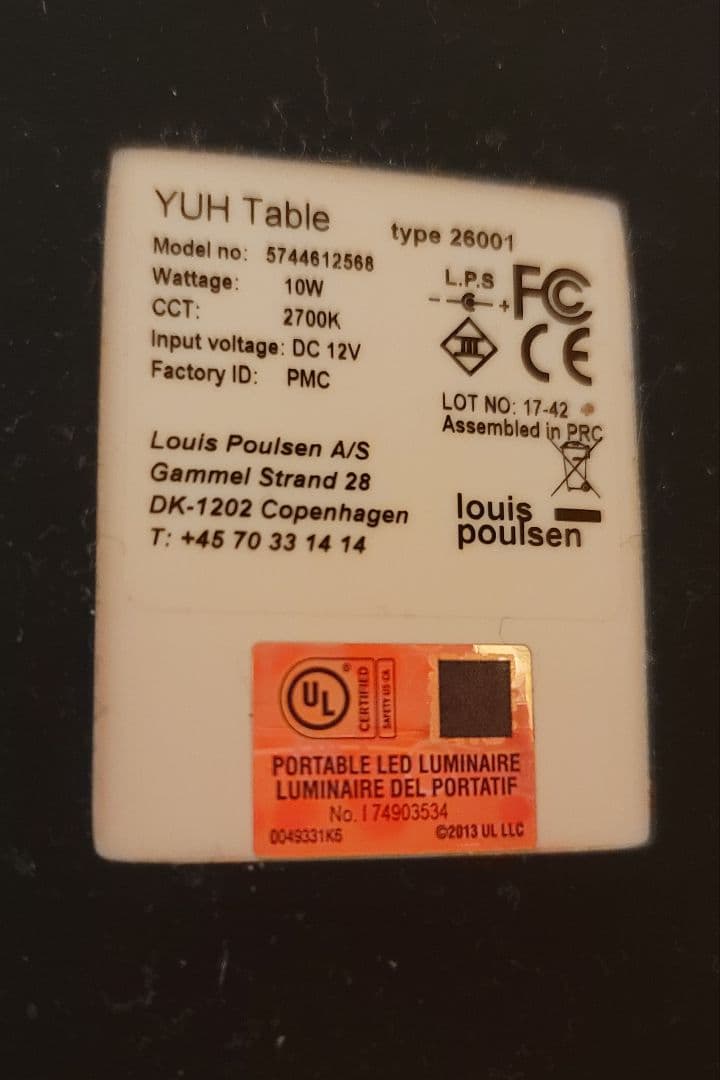 YUH Table
type 26001
Model no: 5744612568
Wattage: 10W
CCT: 2700K
Input voltage: DC 12V
Factory ID: PMC
L.P.S
- +
FC
III
CE
LOT NO: 17-42
Assembled in PRC
Louis Poulsen A/S
Gammel Strand 28
DK-1202 Copenhagen
T: +45 70 33 14 14
louis
poulsen
UL ®
CERTIFIED
SAFETY US-CA
PORTABLE LED LUMINAIRE
LUMINAIRE DEL PORTATIF
No. I 74903534
0049331K5
©2013 UL LLC